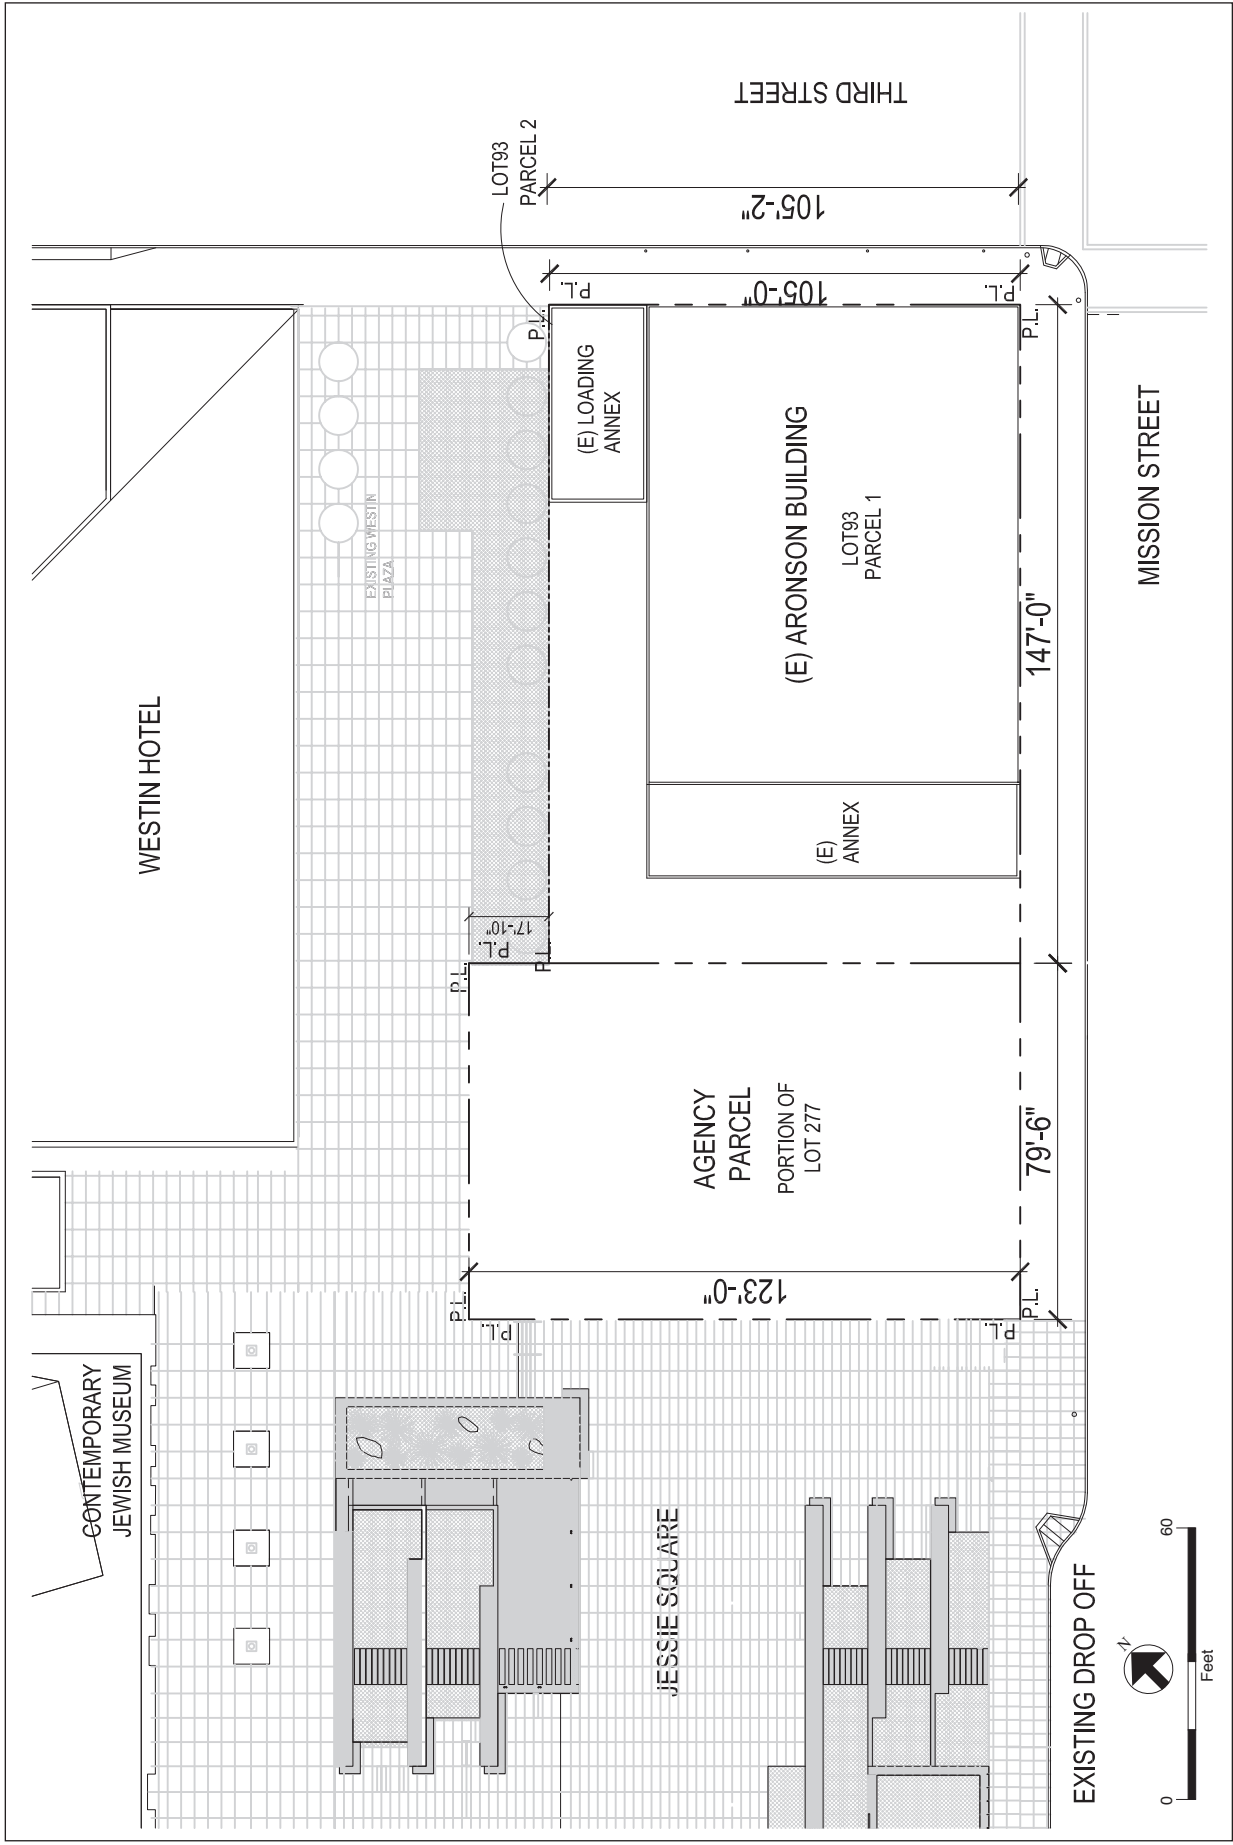 CONTEMPORARY
JEWISH MUSEUM
WESTIN HOTEL
EXISTING WESTIN
PLAZA
LOT93
PARCEL 2
THIRD STREET
105'-2"
105'-0"
P.L.
P.L.
P.L.
P.L.
(E) LOADING
ANNEX
(E) ARONSON BUILDING
LOT93
PARCEL 1
(E)
ANNEX
17'-10"
P.L.
P.L.
P.L.
AGENCY
PARCEL
PORTION OF
LOT 277
123'-0"
P.L.
P.L.
P.L.
P.L.
147'-0"
79'-6"
MISSION STREET
JESSIE SQUARE
EXISTING DROP OFF
N
0
60
Feet